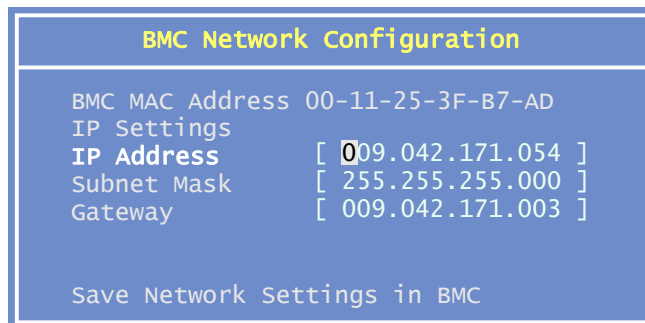 BMC Network Configuration
BMC MAC Address 00-11-25-3F-B7-AD
IP Settings
IP Address [ 009.042.171.054 ]
Subnet Mask [ 255.255.255.000 ]
Gateway [ 009.042.171.003 ]
Save Network Settings in BMC